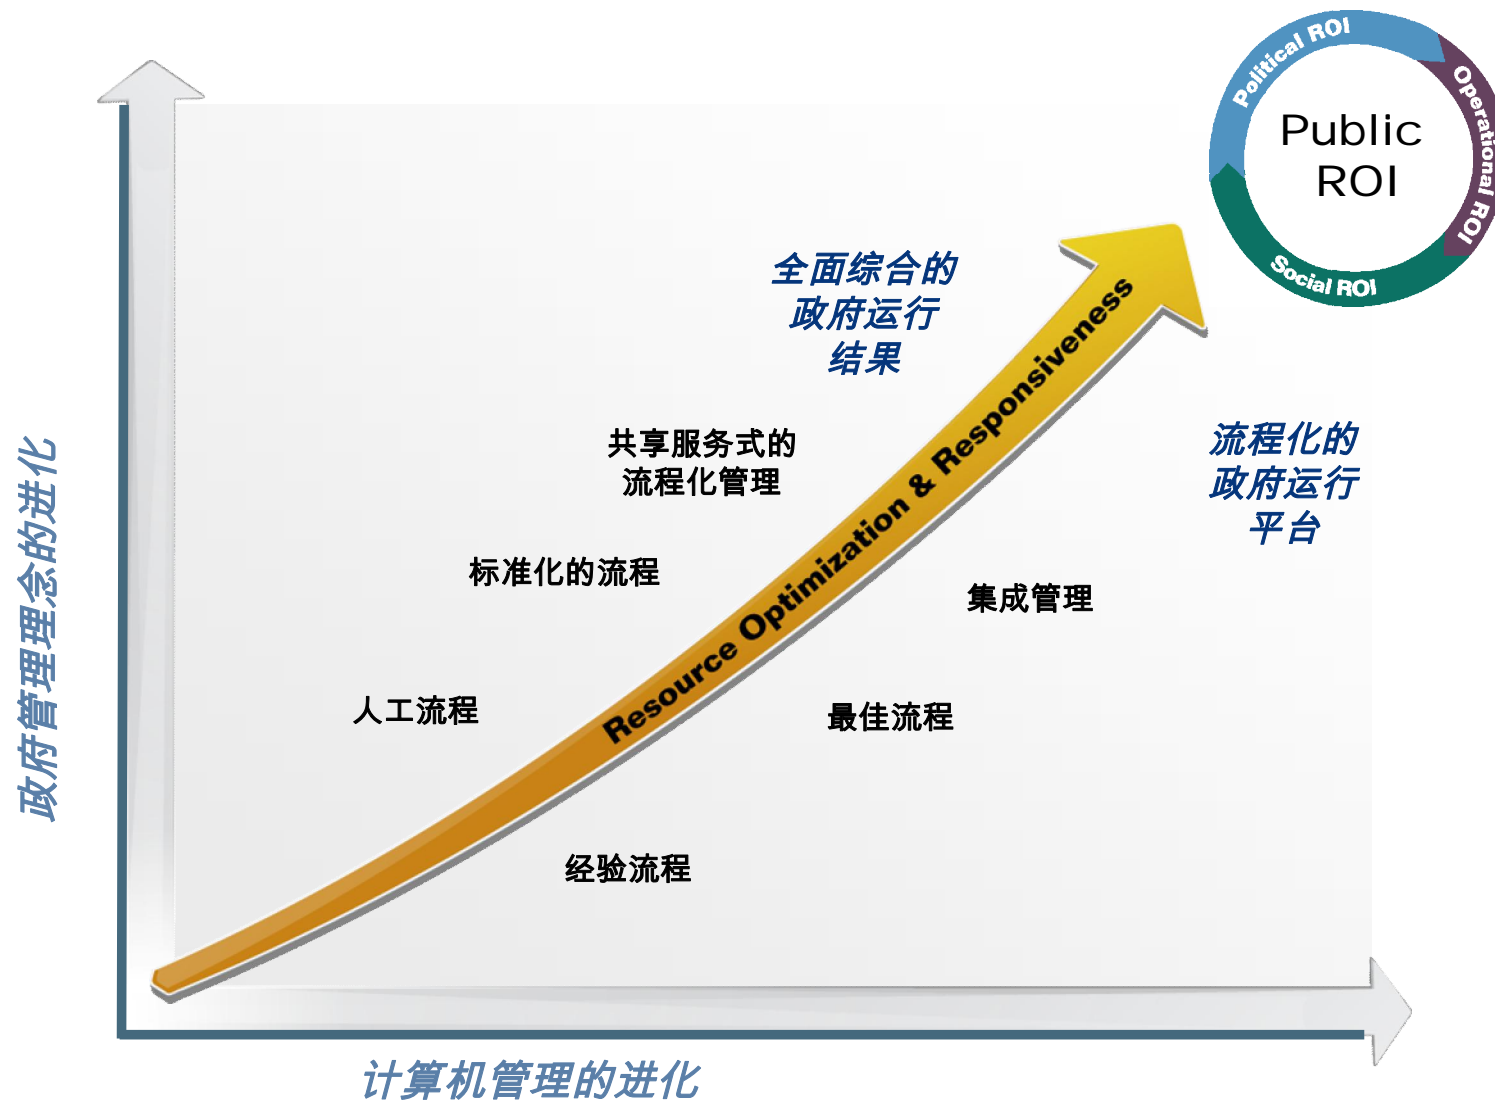 Political ROI
Operational ROI
Social ROI
Public
ROI
全面综合的
政府运行
结果
Resource Optimization & Responsiveness
共享服务式的
流程化管理
流程化的
政府运行
平台
标准化的流程
集成管理
人工流程
最佳流程
经验流程
政府管理理念的进化
计算机管理的进化